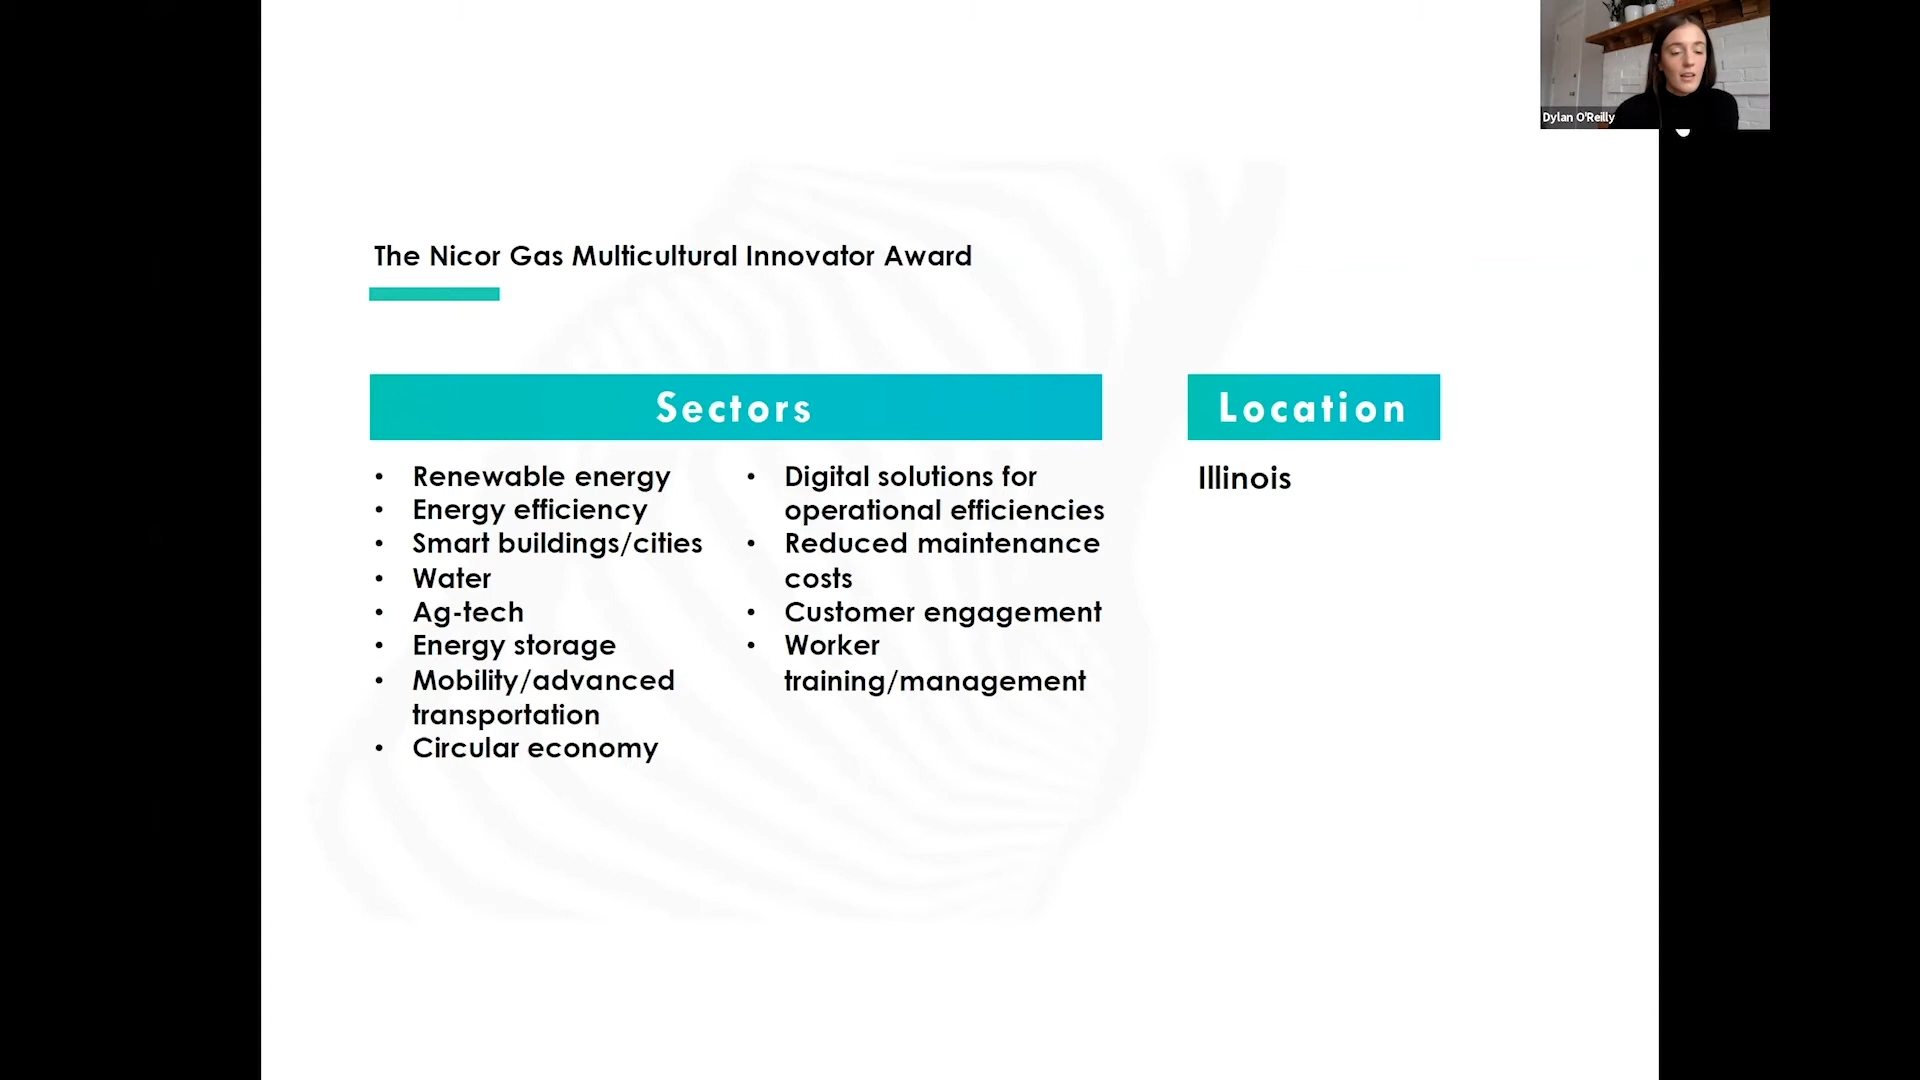 Dylan O'Reilly
The Nicor Gas Multicultural Innovator Award
Sectors
• Renewable energy
• Energy efficiency
• Smart buildings/cities
• Water
• Ag-tech
• Energy storage
• Mobility/advanced
transportation
• Circular economy
• Digital solutions for
operational efficiencies
• Reduced maintenance
costs
• Customer engagement
• Worker
training/management
Location
Illinois